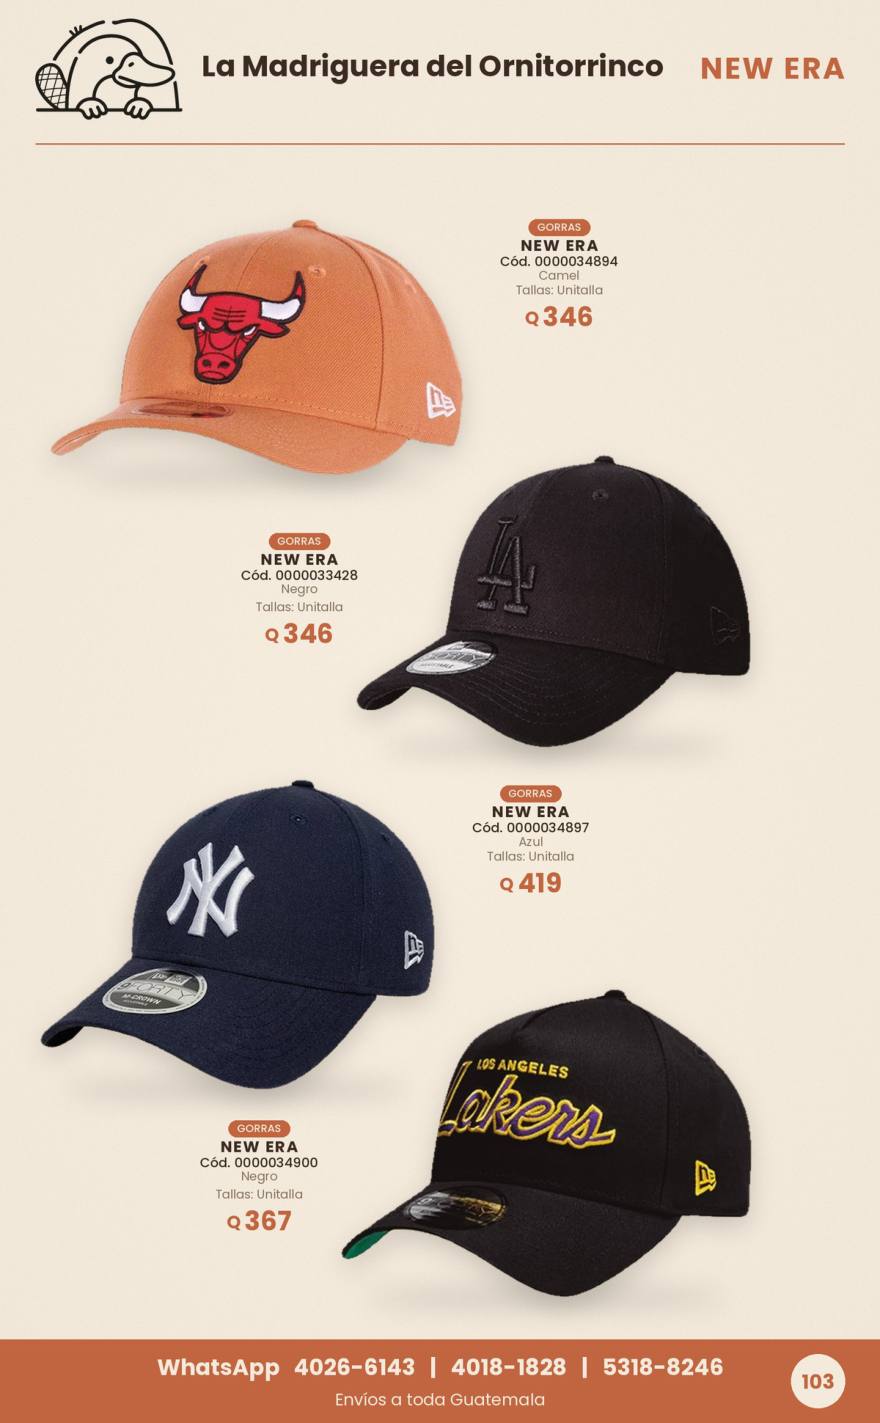 La Madriguera del Ornitorrinco
NEW ERA
GORRAS
NEW ERA
Cód. 0000034894
Camel
Tallas: Unitalla
Q 346
GORRAS
NEW ERA
Cód. 0000033428
Negro
Tallas: Unitalla
Q 346
LA
GORRAS
NEW ERA
Cód. 0000034897
Azul
Tallas: Unitalla
Q 419
NY
9FORTY
M-CROWN
LOS ANGELES
Lakers
GORRAS
NEW ERA
Cód. 0000034900
Negro
Tallas: Unitalla
Q 367
WhatsApp 4026-6143 | 4018-1828 | 5318-8246
Envíos a toda Guatemala
103